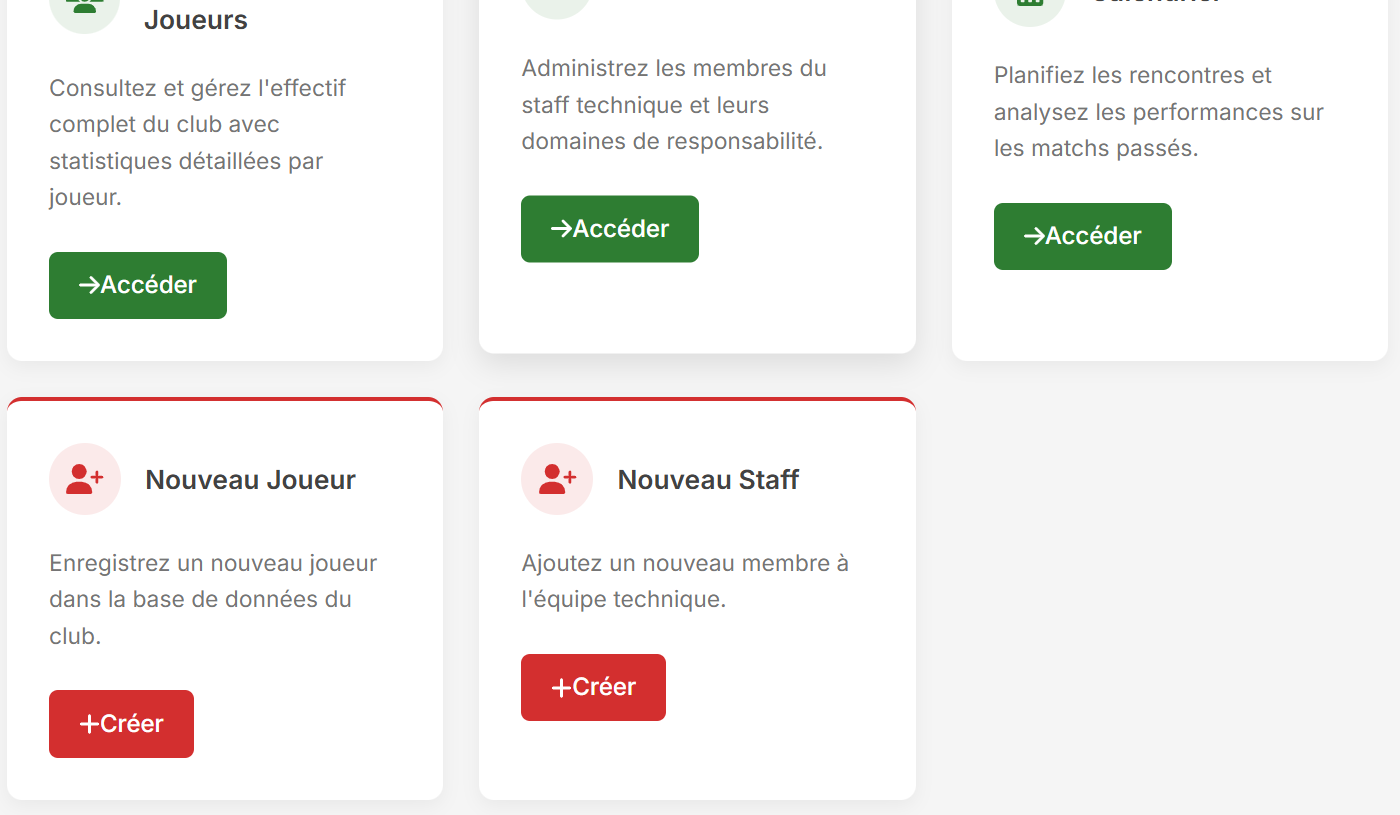 Joueurs
Consultez et gérez l'effectif
complet du club avec
statistiques détaillées par
joueur.
Accéder
Administrez les membres du
staff technique et leurs
domaines de responsabilité.
Accéder
Planifiez les rencontres et
analysez les performances sur
les matchs passés.
Accéder
Nouveau Joueur
Enregistrez un nouveau joueur
dans la base de données du
club.
Créer
Nouveau Staff
Ajoutez un nouveau membre à
l'équipe technique.
Créer